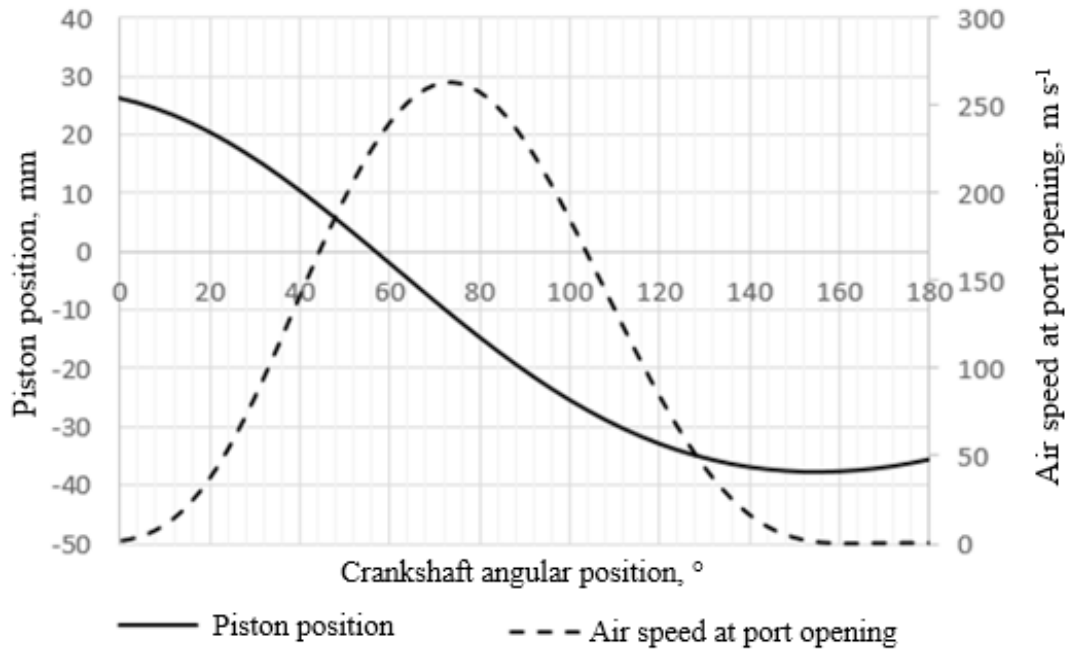 40
30
20
10
0
-10
-20
-30
-40
-50
Piston position, mm
0 20 40 60 80 100 120 140 160 180
300
250
200
150
100
50
0
Air speed at port opening, m s-1
Crankshaft angular position, °
Piston position
Air speed at port opening